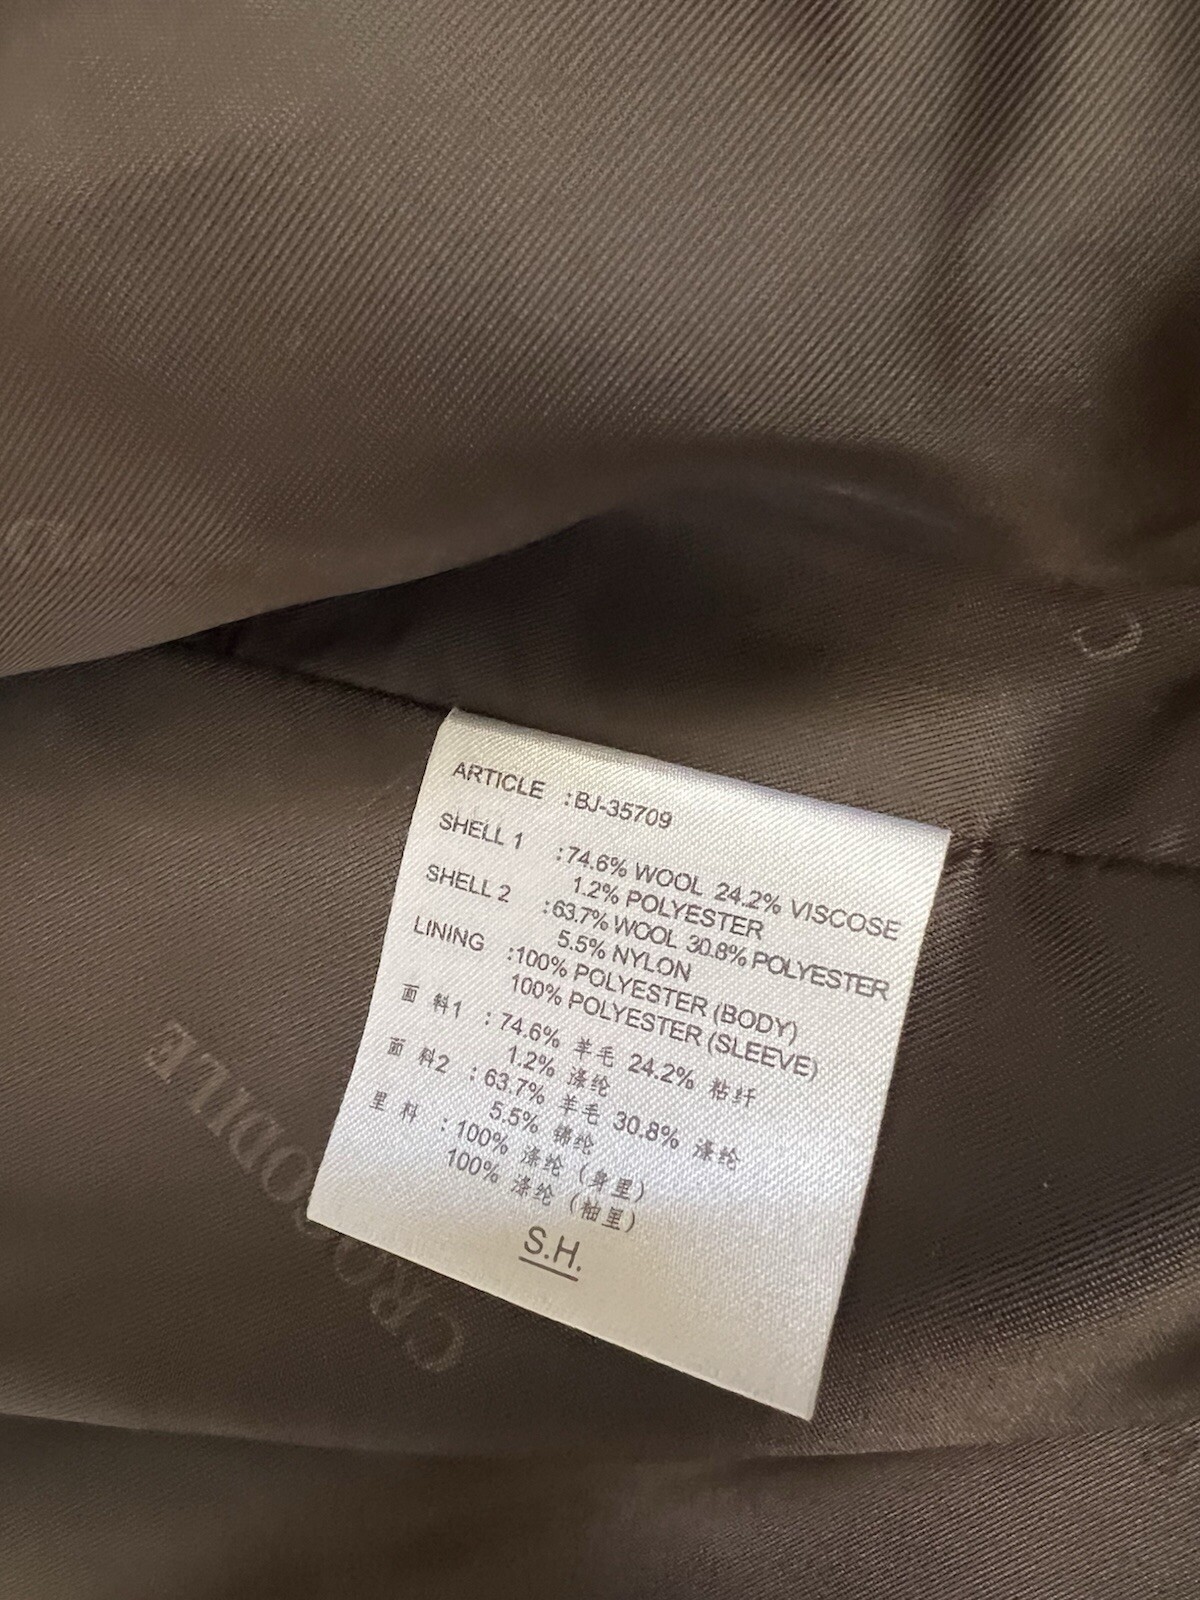 ARTICLE :BJ-35709
SHELL 1 :74.6% WOOL 24.2% VISCOSE
1.2% POLYESTER
SHELL 2 :63.7% WOOL 30.8% POLYESTER
5.5% NYLON
LINING :100% POLYESTER (BODY)
100% POLYESTER (SLEEVE)
面 料1 :74.6% 羊毛 24.2% 粘纤
1.2% 涤纶
面 料2 :63.7% 羊毛 30.8% 涤纶
5.5% 锦纶
里 料 :100% 涤纶 (身里)
100% 涤纶 (袖里)
S.H.